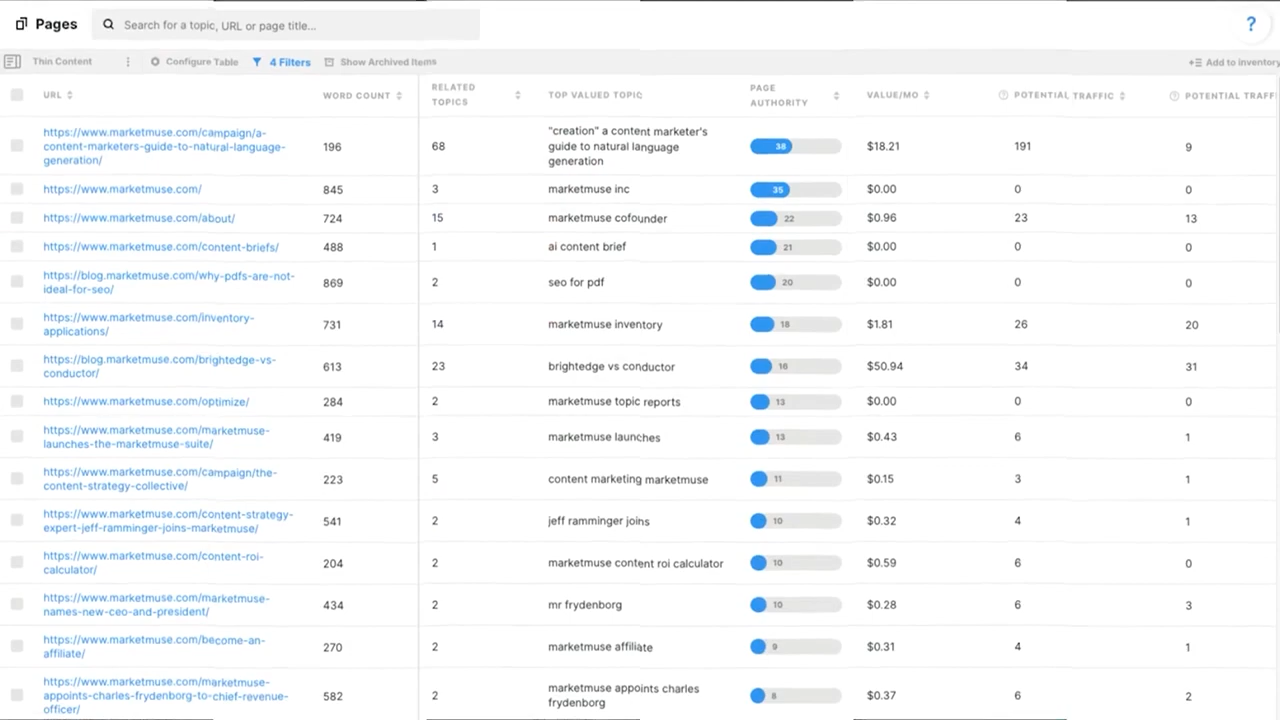 Pages
Search for a topic, URL or page title...
?
Thin Content
Configure Table
4 Filters
Show Archived Items
Add to inventory
URL
WORD COUNT
RELATED
TOPICS
TOP VALUED TOPIC
PAGE
AUTHORITY
VALUE/MO
POTENTIAL TRAFFIC
POTENTIAL TRAFFI
https://www.marketmuse.com/campaign/a-
content-marketers-guide-to-natural-language-
generation/
196
68
"creation" a content marketer's
guide to natural language
generation
38
$18.21
191
9
https://www.marketmuse.com/
845
3
marketmuse inc
35
$0.00
0
0
https://www.marketmuse.com/about/
724
15
marketmuse cofounder
22
$0.96
23
13
https://www.marketmuse.com/content-briefs/
488
1
ai content brief
21
$0.00
0
0
https://blog.marketmuse.com/why-pdfs-are-not-
ideal-for-seo/
869
2
seo for pdf
20
$0.00
0
0
https://www.marketmuse.com/inventory-
applications/
731
14
marketmuse inventory
18
$1.81
26
20
https://blog.marketmuse.com/brightedge-vs-
conductor/
613
23
brightedge vs conductor
16
$50.94
34
31
https://www.marketmuse.com/optimize/
284
2
marketmuse topic reports
13
$0.00
0
0
https://www.marketmuse.com/marketmuse-
launches-the-marketmuse-suite/
419
3
marketmuse launches
13
$0.43
6
1
https://www.marketmuse.com/campaign/the-
content-strategy-collective/
223
5
content marketing marketmuse
11
$0.15
3
1
https://www.marketmuse.com/content-strategy-
expert-jeff-ramminger-joins-marketmuse/
541
2
jeff ramminger joins
10
$0.32
4
1
https://www.marketmuse.com/content-roi-
calculator/
204
2
marketmuse content roi calculator
10
$0.59
6
0
https://www.marketmuse.com/marketmuse-
names-new-ceo-and-president/
434
2
mr frydenborg
10
$0.28
6
3
https://www.marketmuse.com/become-an-
affiliate/
270
2
marketmuse affiliate
9
$0.31
4
1
https://www.marketmuse.com/marketmuse-
appoints-charles-frydenborg-to-chief-revenue-
officer/
582
2
marketmuse appoints charles
frydenborg
8
$0.37
6
2